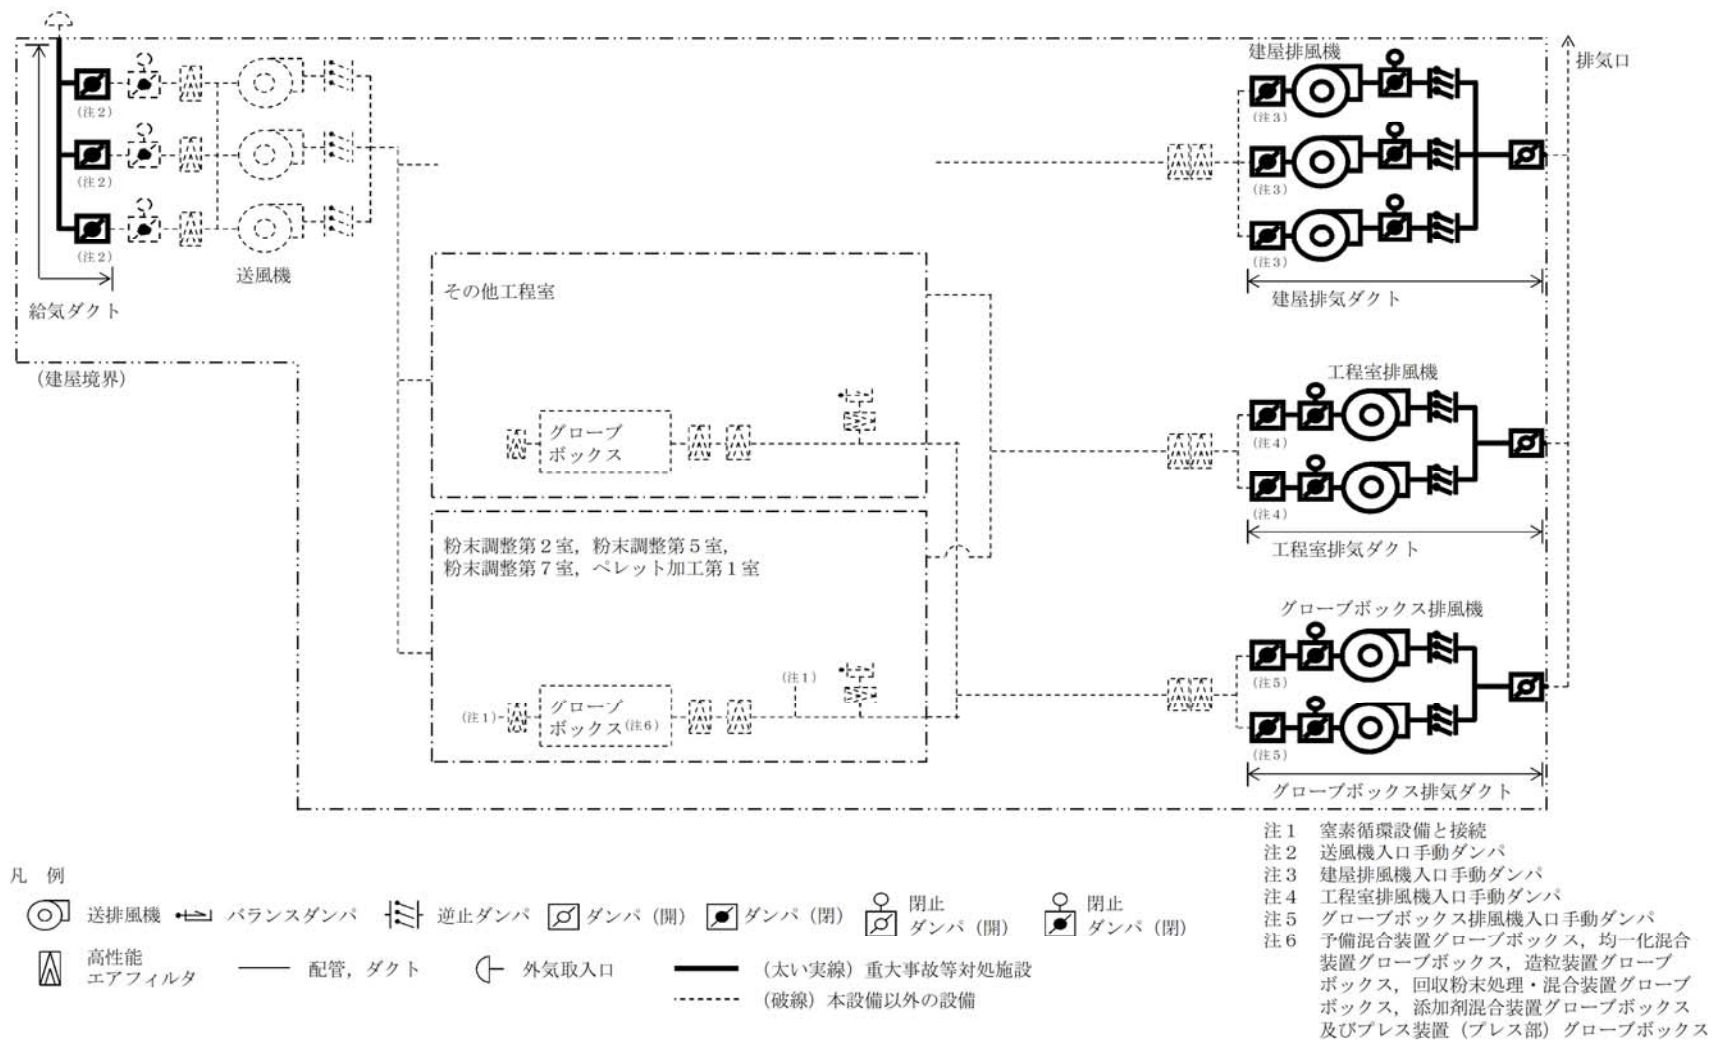 建屋排風機
排気口
(注2)
(注3)
(注2)
(注3)
(注2)
(注3)
送風機
給気ダクト
建屋排気ダクト
(建屋境界)
その他工程室
グローブ
ボックス
工程室排風機
(注4)
(注4)
工程室排気ダクト
粉末調整第2室,粉末調整第5室,
粉末調整第7室,ペレット加工第1室
(注1)
(注1)
グローブ
ボックス(注6)
グローブボックス排風機
(注5)
(注5)
グローブボックス排気ダクト
注1 窒素循環設備と接続
注2 送風機入口手動ダンパ
注3 建屋排風機入口手動ダンパ
注4 工程室排風機入口手動ダンパ
注5 グローブボックス排風機入口手動ダンパ
注6 予備混合装置グローブボックス,均一化混合
装置グローブボックス,造粒装置グローブ
ボックス,回収粉末処理・混合装置グローブ
ボックス,添加剤混合装置グローブボックス
及びプレス装置(プレス部)グローブボックス
凡 例
送排風機
バランスダンパ
逆止ダンパ
ダンパ(開)
ダンパ(閉)
閉止
ダンパ(開)
閉止
ダンパ(閉)
高性能
エアフィルタ
配管,ダクト
外気取入口
(太い実線)重大事故等対処施設
(破線)本設備以外の設備